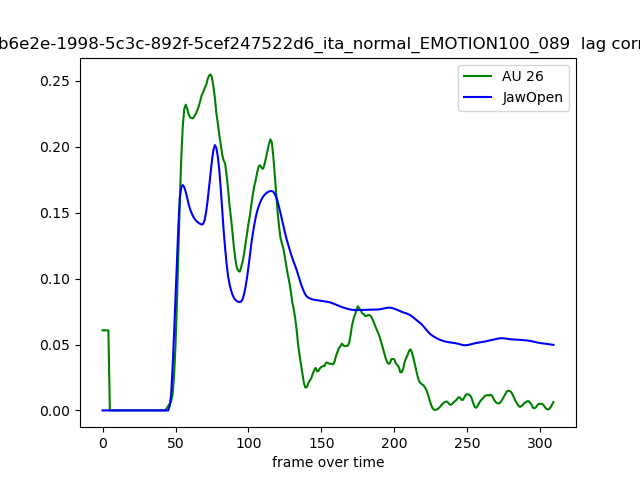 b6e2e-1998-5c3c-892f-5cef247522d6_ita_normal_EMOTION100_089 lag corr
AU 26
JawOpen
0.25
0.20
0.15
0.10
0.05
0.00
0 50 100 150 200 250 300
frame over time